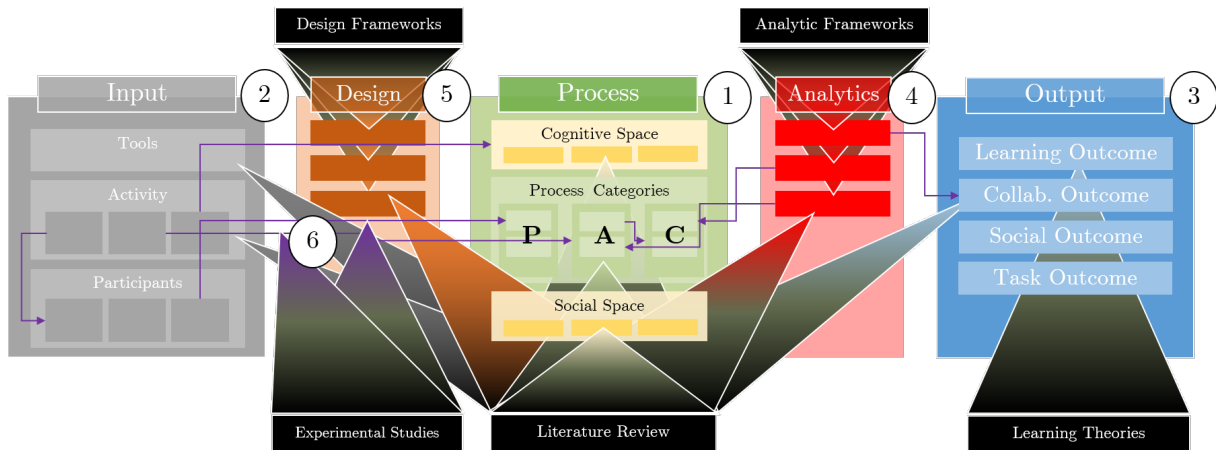 Design Frameworks
Analytic Frameworks
Input
2
Design
5
Process
1
Analytics
4
Output
3
Tools
Activity
Participants
6
Cognitive Space
Process Categories
P
A
C
Social Space
Learning Outcome
Collab. Outcome
Social Outcome
Task Outcome
Experimental Studies
Literature Review
Learning Theories